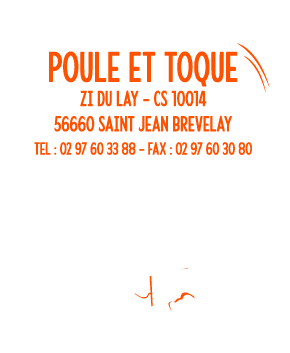 POULE ET TOQUE
ZI DU LAY - CS 10014
56660 SAINT JEAN BREVELAY
TEL : 02 97 60 33 88 - FAX : 02 97 60 30 80